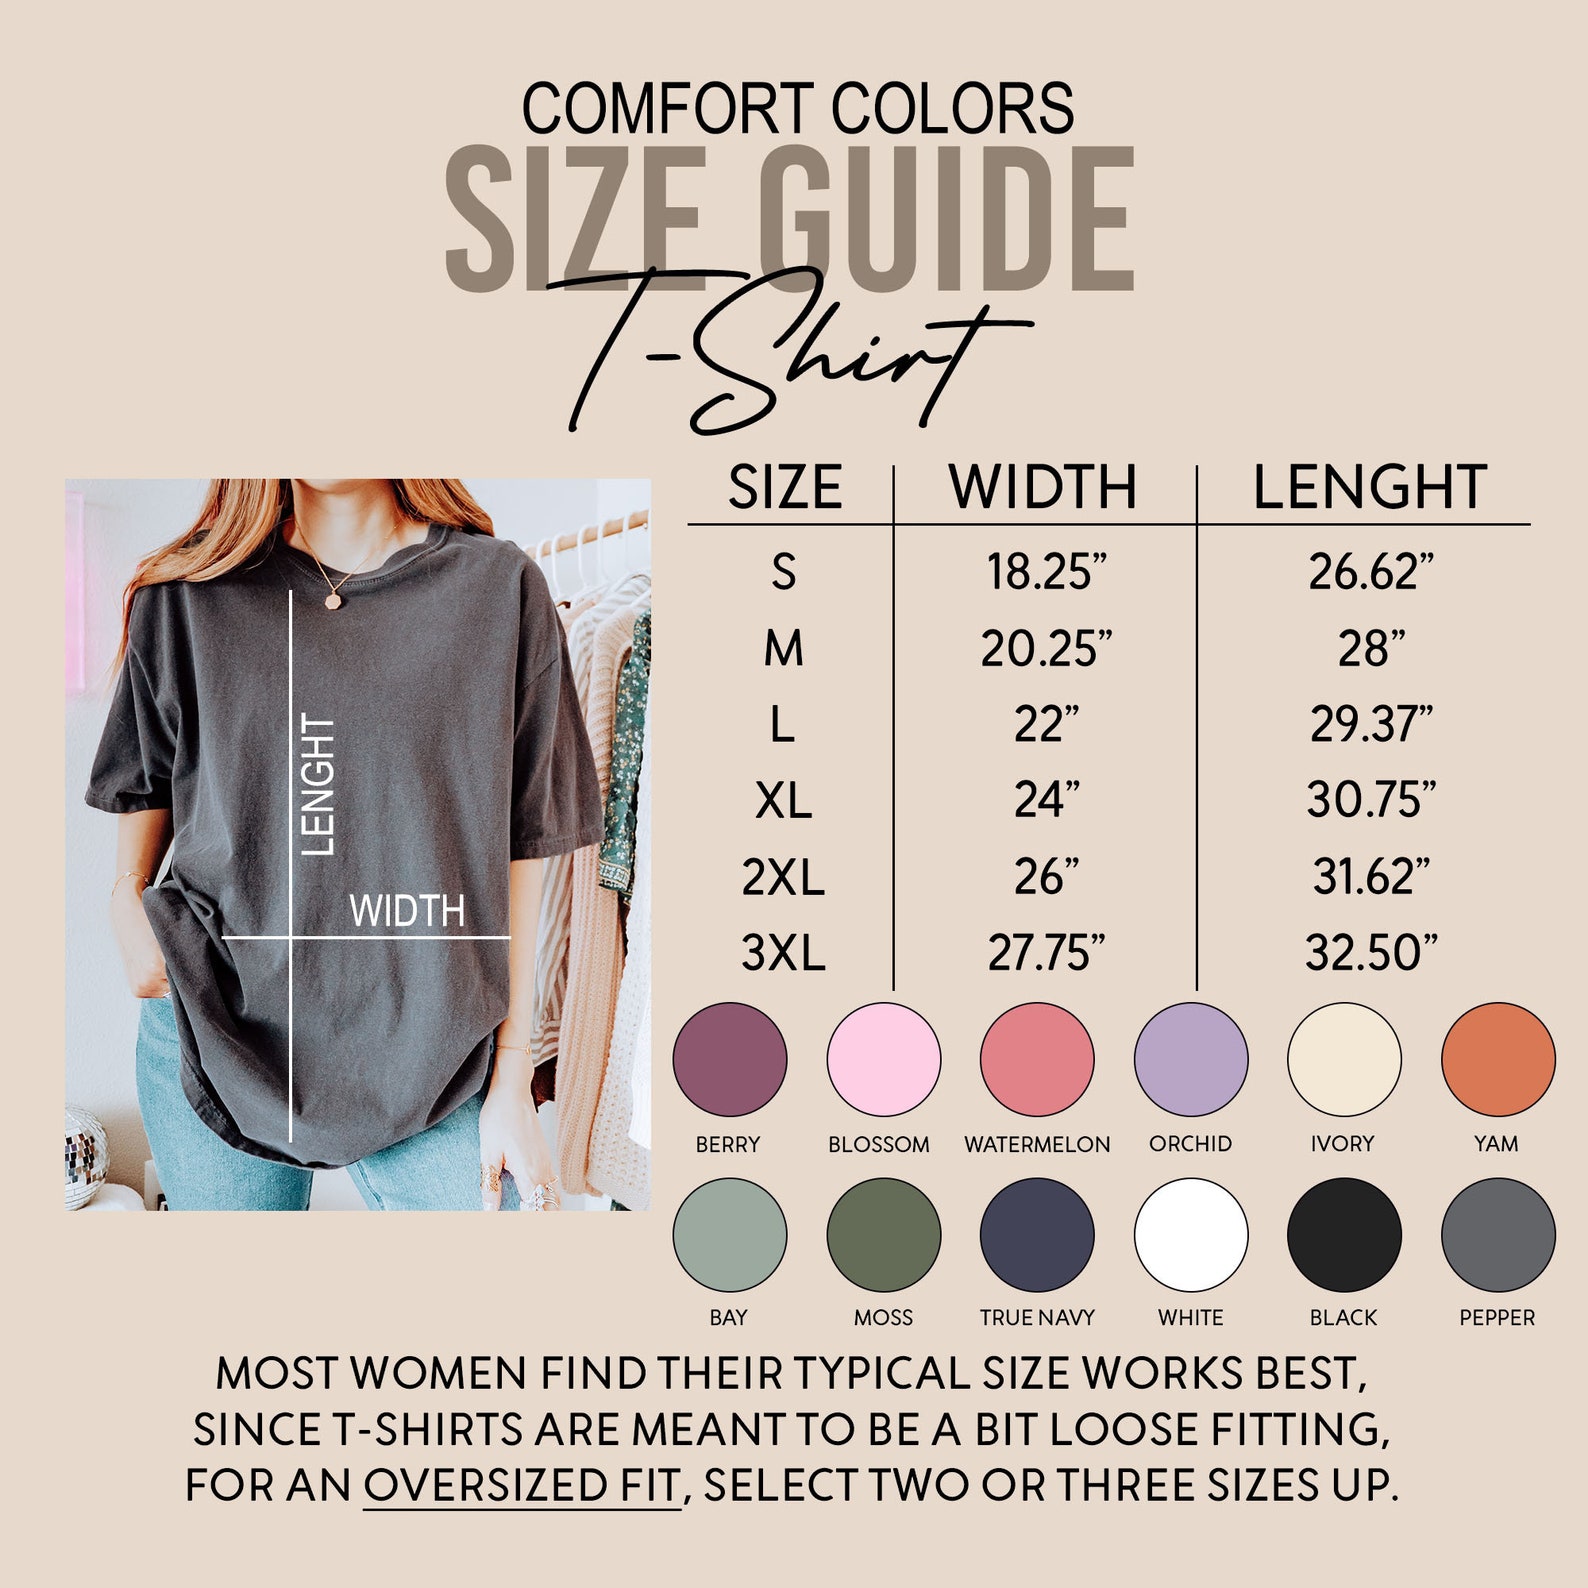 COMFORT COLORS
SIZE GUIDE
T-Shirt
SIZE WIDTH LENGHT
S 18.25” 26.62”
M 20.25” 28”
L 22” 29.37”
XL 24” 30.75”
2XL 26” 31.62”
3XL 27.75” 32.50”
LENGHT
WIDTH
BERRY BLOSSOM WATERMELON ORCHID IVORY YAM
BAY MOSS TRUE NAVY WHITE BLACK PEPPER
MOST WOMEN FIND THEIR TYPICAL SIZE WORKS BEST,
SINCE T-SHIRTS ARE MEANT TO BE A BIT LOOSE FITTING,
FOR AN OVERSIZED FIT, SELECT TWO OR THREE SIZES UP.